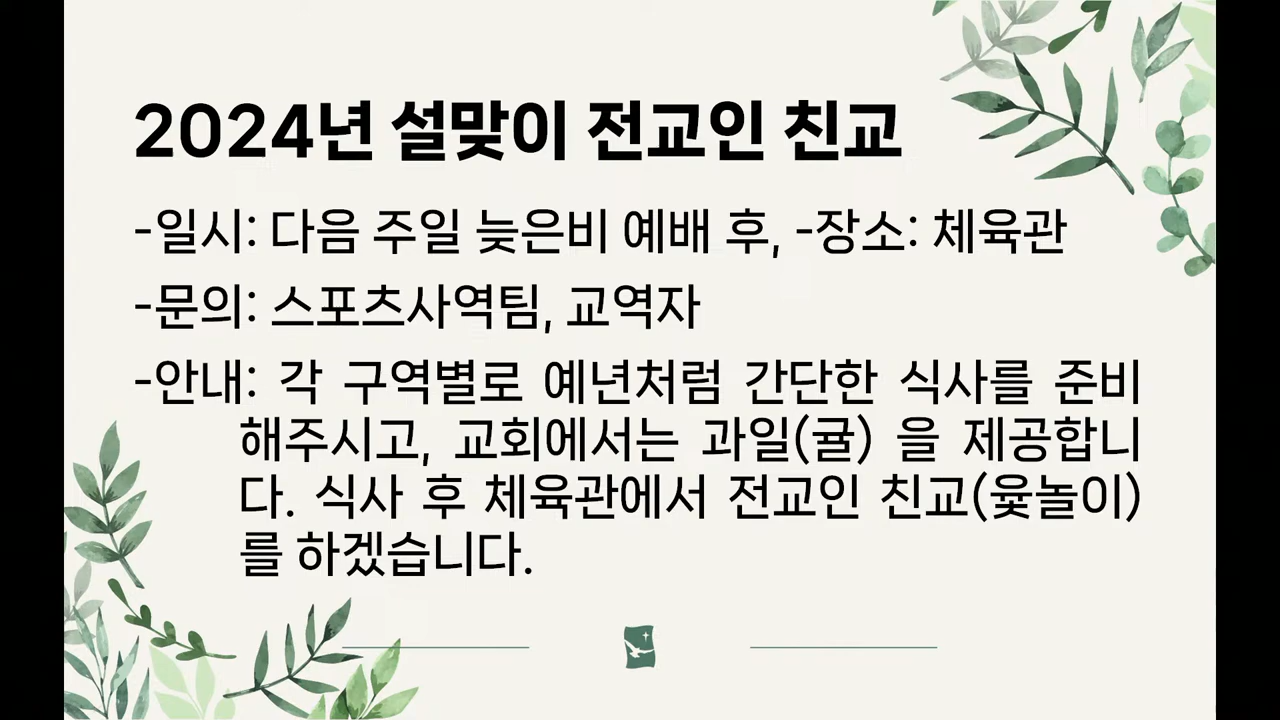 2024년 설맞이 전교인 친교
-일시: 다음 주일 늦은비 예배 후, -장소: 체육관
-문의: 스포츠사역팀, 교역자
-안내: 각 구역별로 예년처럼 간단한 식사를 준비
해주시고, 교회에서는 과일(귤) 을 제공합니
다. 식사 후 체육관에서 전교인 친교(윷놀이)
를 하겠습니다.